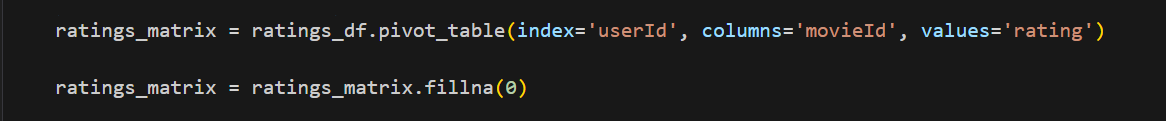 ratings_matrix = ratings_df.pivot_table(index='userId', columns='movieId', values='rating')
ratings_matrix = ratings_matrix.fillna(0)